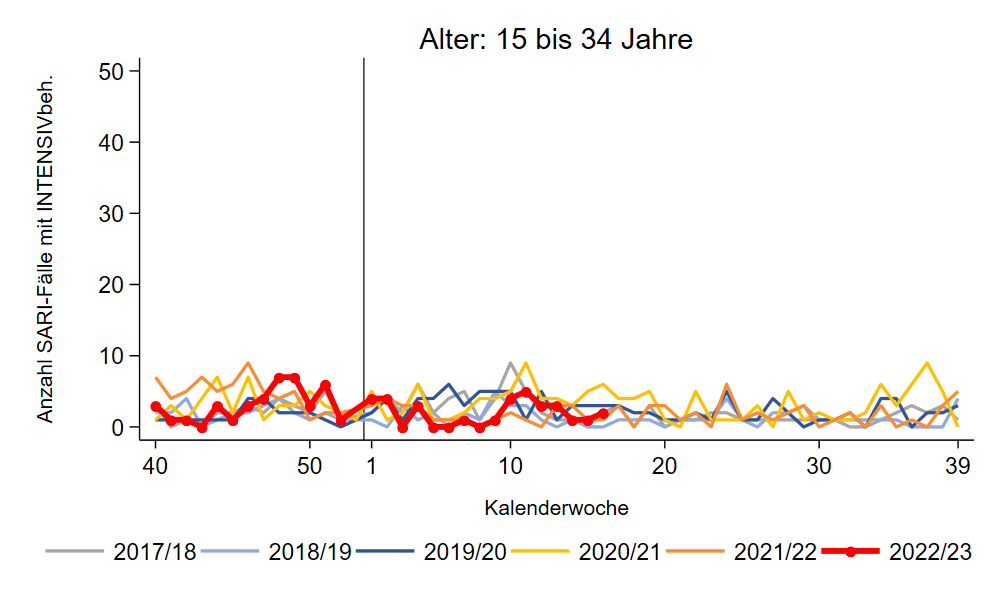 Alter: 15 bis 34 Jahre
Anzahl SARI-Fälle mit INTENSIVbeh.
50
40
30
20
10
0
40 50 1 10 20 30 39
Kalenderwoche
2017/18 2018/19 2019/20 2020/21 2021/22 2022/23